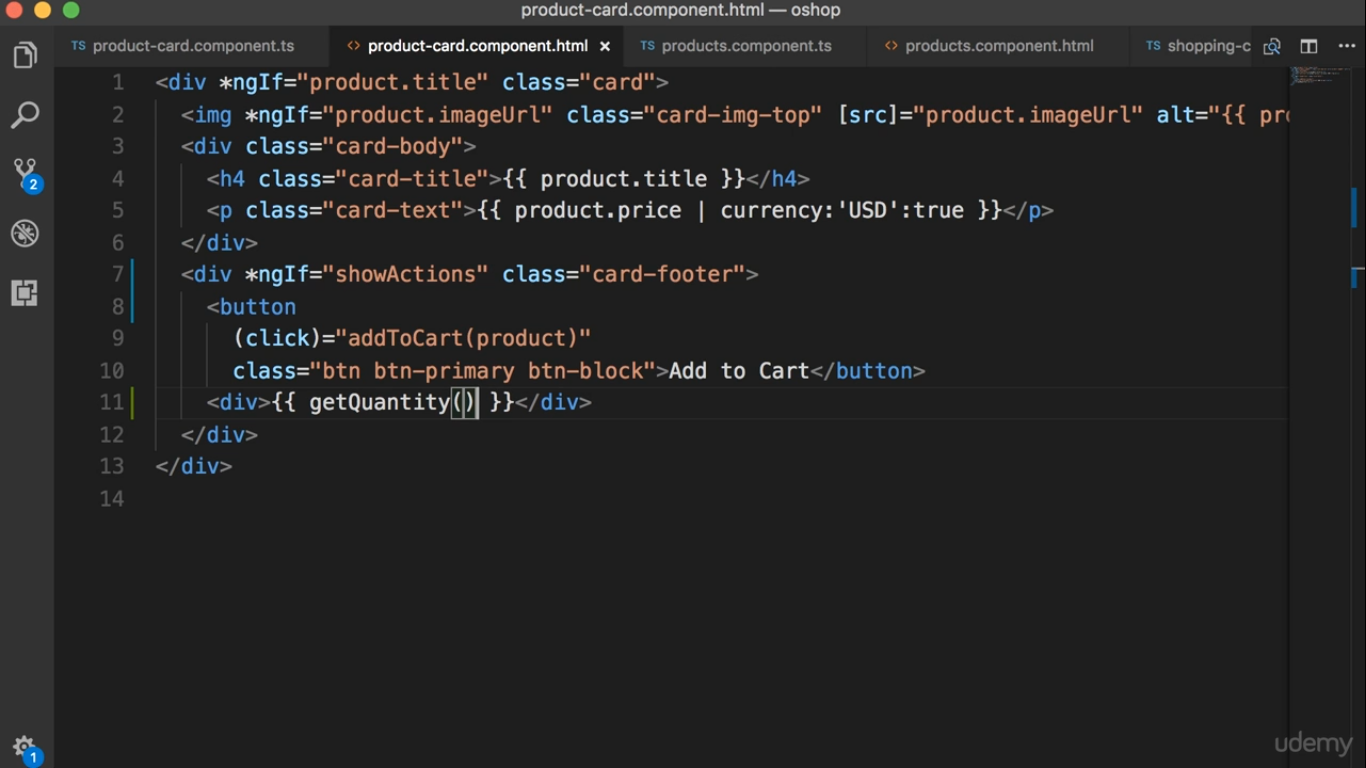 product-card.component.html — oshop
TS product-card.component.ts
<> product-card.component.html ×
TS products.component.ts
<> products.component.html
TS shopping-c
1 <div *ngIf="product.title" class="card">
2 <img *ngIf="product.imageUrl" class="card-img-top" [src]="product.imageUrl" alt="{{ pro
3 <div class="card-body">
4 <h4 class="card-title">{{ product.title }}</h4>
5 <p class="card-text">{{ product.price | currency:'USD':true }}</p>
6 </div>
7 <div *ngIf="showActions" class="card-footer">
8 <button
9 (click)="addToCart(product)"
10 class="btn btn-primary btn-block">Add to Cart</button>
11 <div>{{ getQuantity() }}</div>
12 </div>
13 </div>
14
2
1
udemy